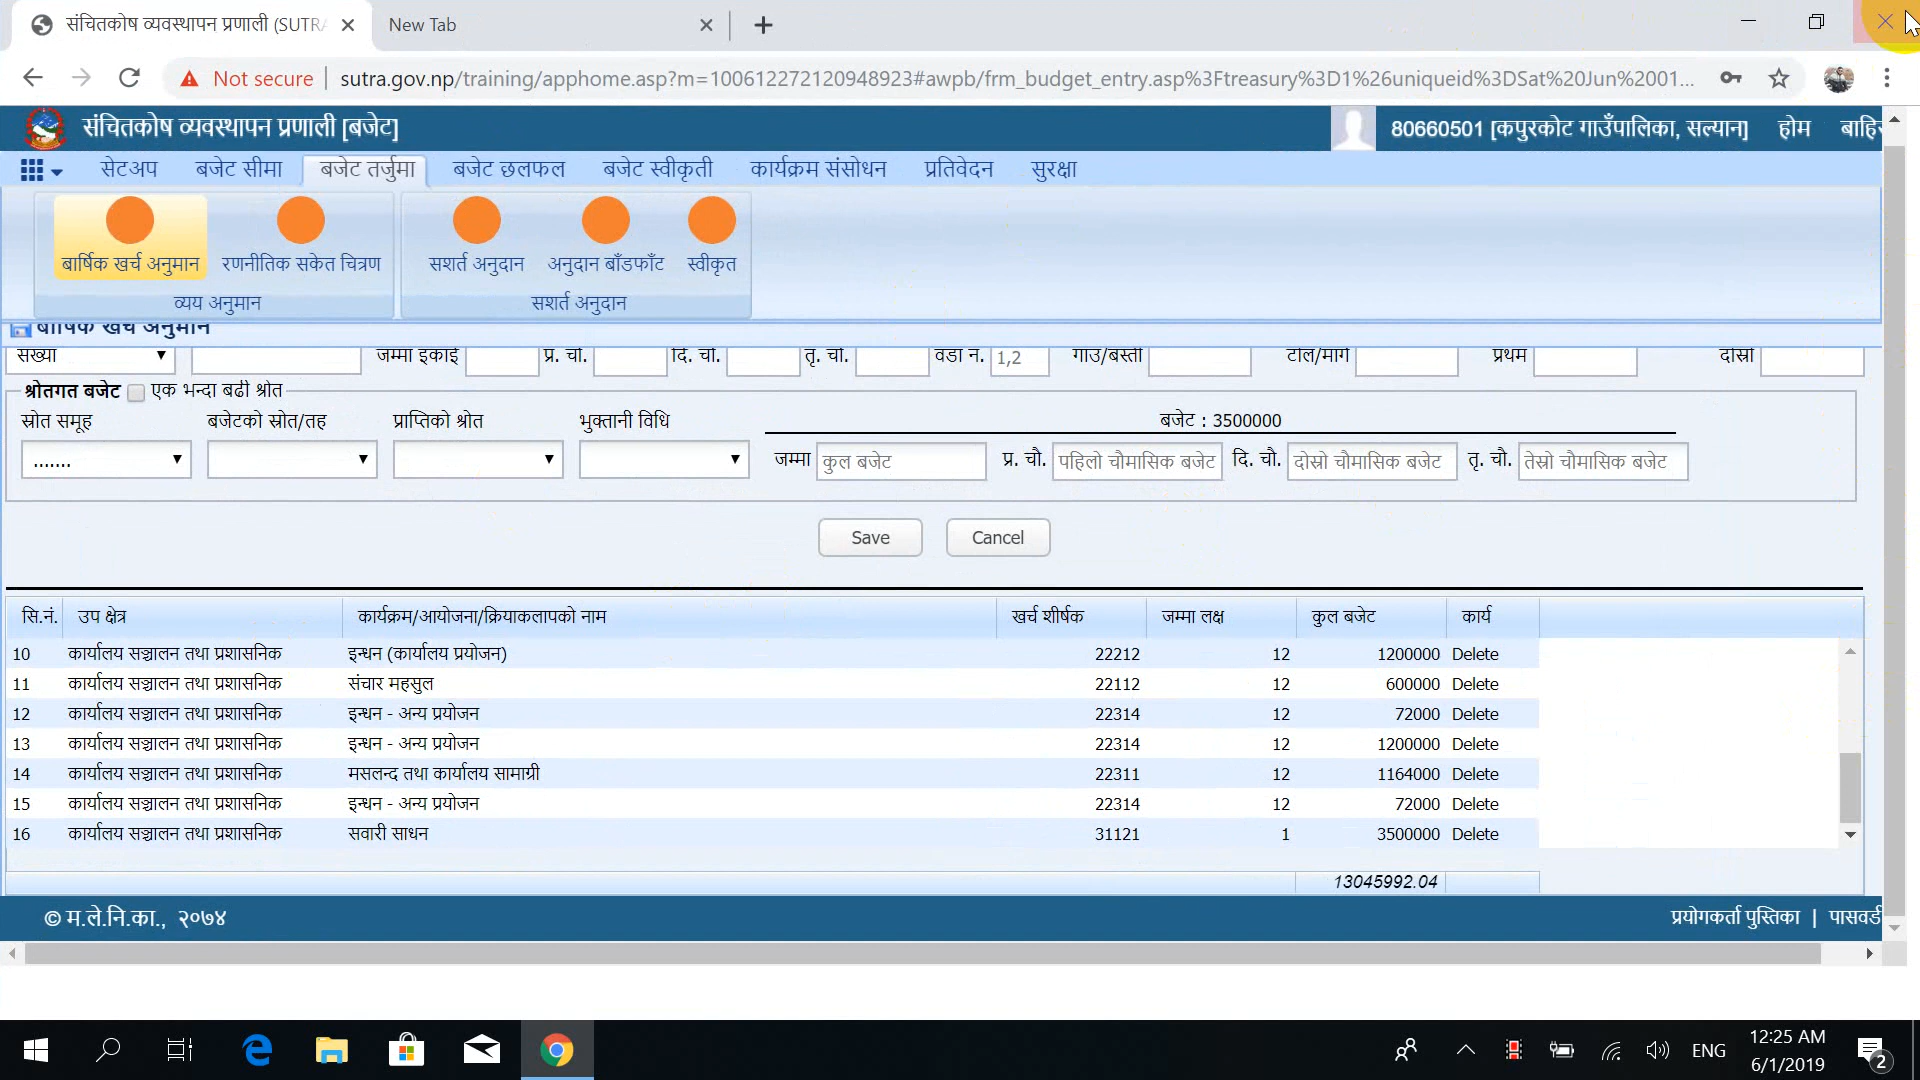 संचितकोष व्यवस्थापन प्रणाली (SUTRA
New Tab
Not secure
sutra.gov.np/training/apphome.asp?m=100612272120948923#awpb/frm_budget_entry.asp%3Ftreasury%3D1%26uniqueid%3DSat%20Jun%2001...
संचितकोष व्यवस्थापन प्रणाली [बजेट]
80660501 [कपुरकोट गाउँपालिका, सल्यान] होम
सेटअप बजेट सीमा बजेट तर्जुमा बजेट छलफल बजेट स्वीकृती कार्यक्रम संसोधन प्रतिवेदन सुरक्षा
बार्षिक खर्च अनुमान रणनीतिक सकेत चित्रण सशर्त अनुदान अनुदान बाँडफाँट स्वीकृत
व्यय अनुमान सशर्त अनुदान
बार्षिक खर्च अनुमान
संख्या जम्मा इकाई प्र. चौ. दि. चौ. तृ. चौ. वडा नं. 1,2 गाउँ/बस्ती टोल/मार्ग प्रथम दोस्रो
श्रोतगत बजेट एक भन्दा बढी श्रोत
स्रोत समूह बजेटको स्रोत/तह प्राप्तिको श्रोत भुक्तानी विधि बजेट : 3500000
....... जम्मा कुल बजेट प्र. चौ. पहिलो चौमासिक बजेट दि. चौ. दोस्रो चौमासिक बजेट तृ. चौ. तेस्रो चौमासिक बजेट
Save Cancel
सि.नं. उप क्षेत्र कार्यक्रम/आयोजना/क्रियाकलापको नाम खर्च शीर्षक जम्मा लक्ष कुल बजेट कार्य
10 कार्यालय सञ्चालन तथा प्रशासनिक इन्धन (कार्यालय प्रयोजन) 22212 12 1200000 Delete
11 कार्यालय सञ्चालन तथा प्रशासनिक संचार महसुल 22112 12 600000 Delete
12 कार्यालय सञ्चालन तथा प्रशासनिक इन्धन - अन्य प्रयोजन 22314 12 72000 Delete
13 कार्यालय सञ्चालन तथा प्रशासनिक इन्धन - अन्य प्रयोजन 22314 12 1200000 Delete
14 कार्यालय सञ्चालन तथा प्रशासनिक मसलन्द तथा कार्यालय सामाग्री 22311 12 1164000 Delete
15 कार्यालय सञ्चालन तथा प्रशासनिक इन्धन - अन्य प्रयोजन 22314 12 72000 Delete
16 कार्यालय सञ्चालन तथा प्रशासनिक सवारी साधन 31121 1 3500000 Delete
13045992.04
© म.ले.नि.का., २०७४ प्रयोगकर्ता पुस्तिका | पासवर्ड
ENG
12:25 AM
6/1/2019
2